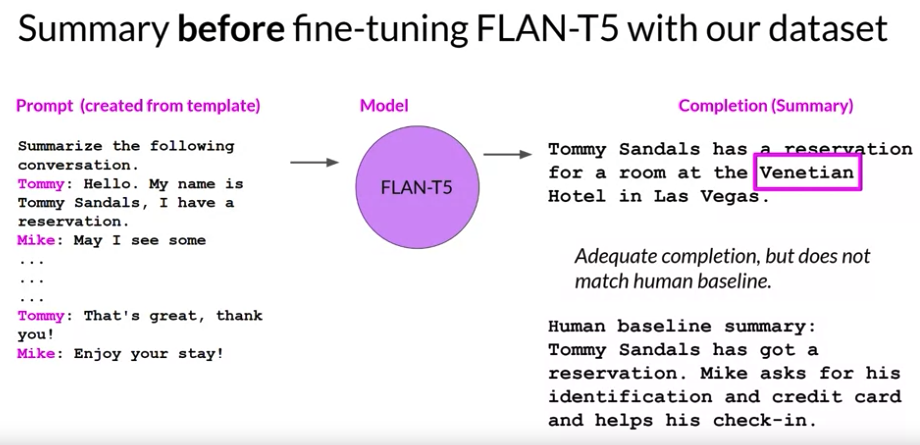 Summary before fine-tuning FLAN-T5 with our dataset
Prompt (created from template)
Summarize the following
conversation.
Tommy: Hello. My name is
Tommy Sandals, I have a
reservation.
Mike: May I see some
...
...
...
Tommy: That's great, thank
you!
Mike: Enjoy your stay!
Model
FLAN-T5
Completion (Summary)
Tommy Sandals has a reservation
for a room at the Venetian
Hotel in Las Vegas.
Adequate completion, but does not
match human baseline.
Human baseline summary:
Tommy Sandals has got a
reservation. Mike asks for his
identification and credit card
and helps his check-in.